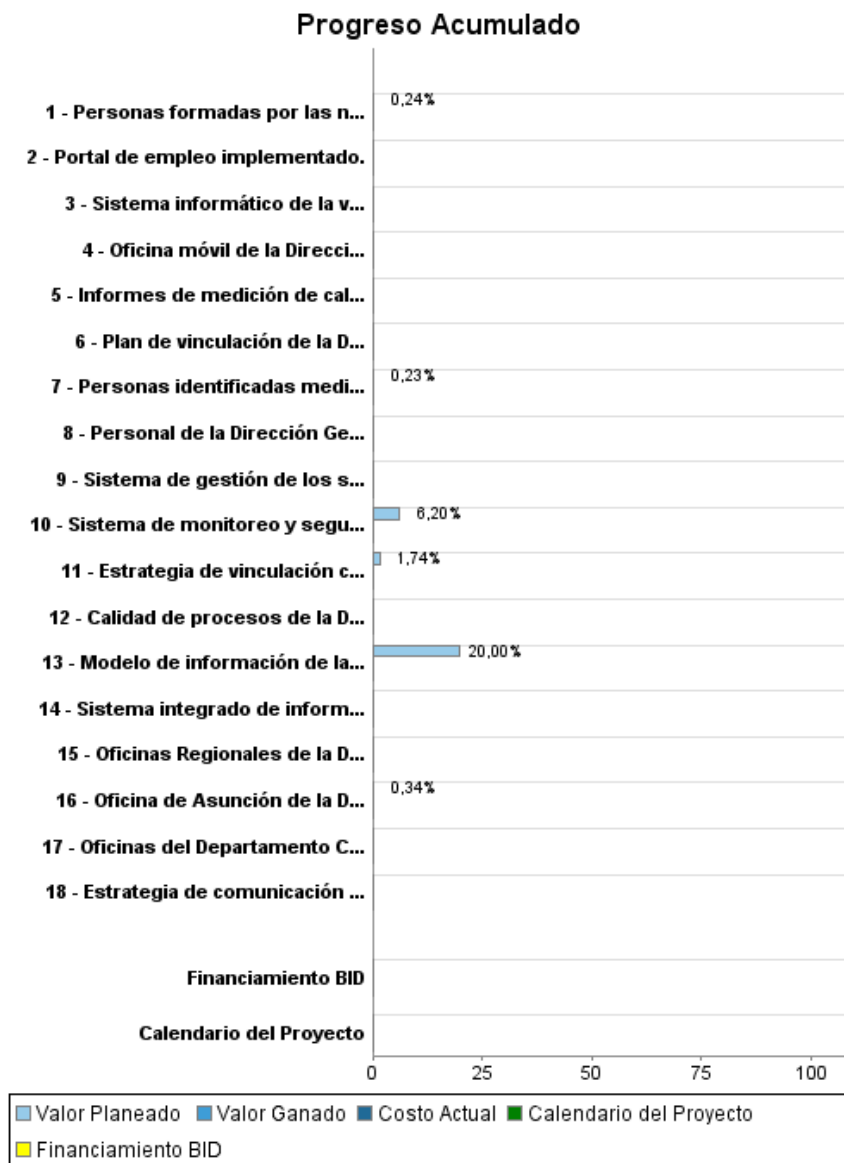 Progreso Acumulado
0,24%
1 - Personas formadas por las n...
2 - Portal de empleo implementado.
3 - Sistema informático de la v...
4 - Oficina móvil de la Direcci...
5 - Informes de medición de cal...
6 - Plan de vinculación de la D...
0,23%
7 - Personas identificadas medi...
8 - Personal de la Dirección Ge...
9 - Sistema de gestión de los s...
6,20%
10 - Sistema de monitoreo y segu...
1,74%
11 - Estrategia de vinculación c...
12 - Calidad de procesos de la D...
20,00%
13 - Modelo de información de la...
14 - Sistema integrado de inform...
15 - Oficinas Regionales de la D...
0,34%
16 - Oficina de Asunción de la D...
17 - Oficinas del Departamento C...
18 - Estrategia de comunicación ...
Financiamiento BID
Calendario del Proyecto
0 25 50 75 100
Valor Planeado Valor Ganado Costo Actual Calendario del Proyecto
Financiamiento BID